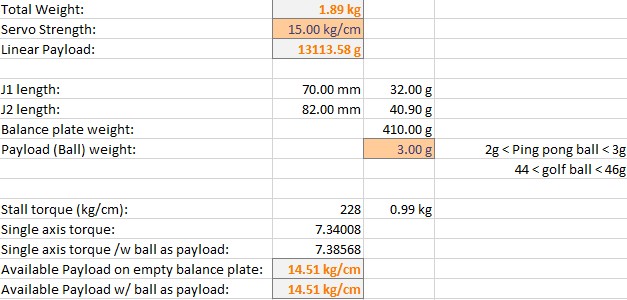 Total Weight: 1.89 kg
Servo Strength: 15.00 kg/cm
Linear Payload: 13113.58 g
J1 length: 70.00 mm 32.00 g
J2 length: 82.00 mm 40.90 g
Balance plate weight: 410.00 g
Payload (Ball) weight: 3.00 g 2g < Ping pong ball < 3g
44 < golf ball < 46g
Stall torque (kg/cm): 228 0.99 kg
Single axis torque: 7.34008
Single axis torque /w ball as payload: 7.38568
Available Payload on empty balance plate: 14.51 kg/cm
Available Payload w/ ball as payload: 14.51 kg/cm